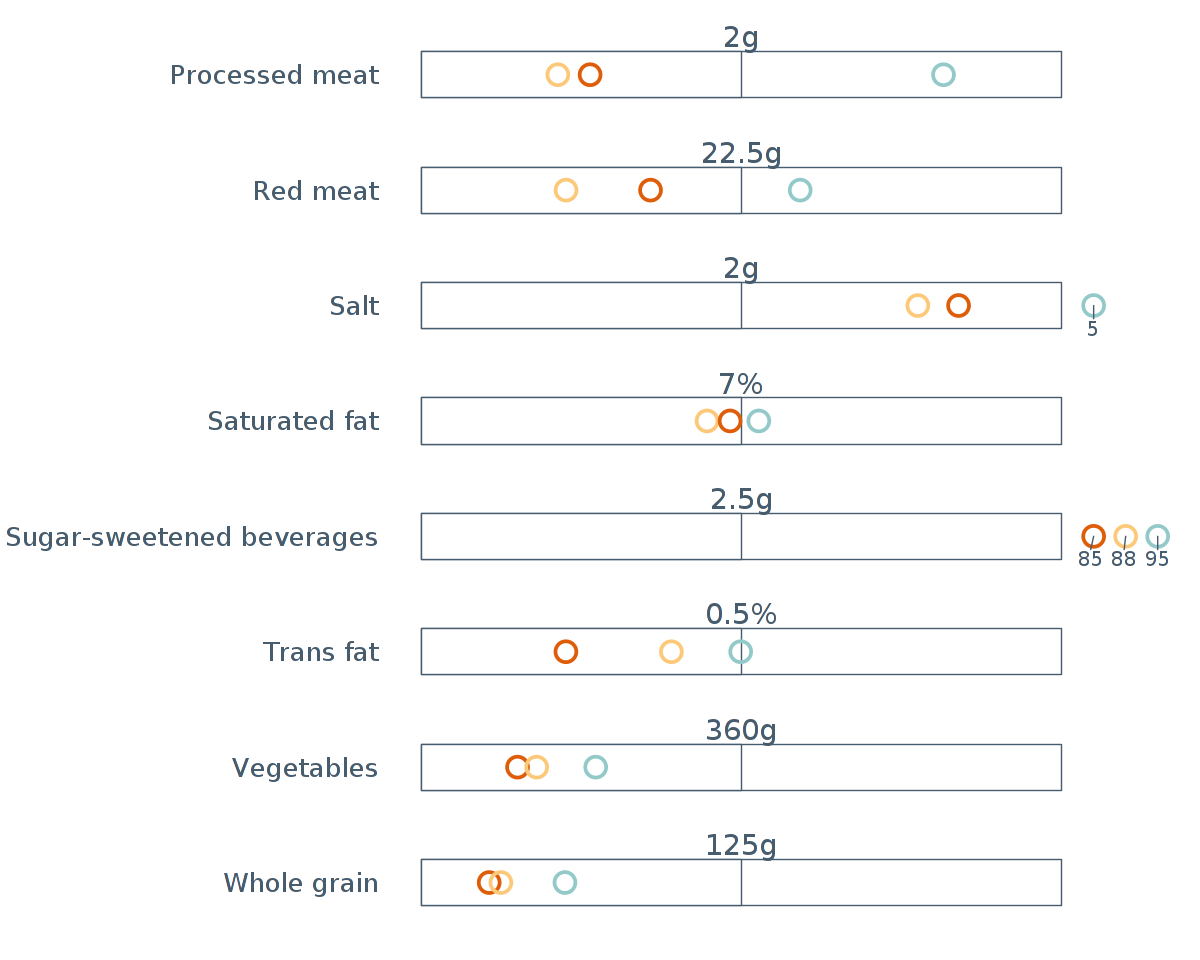 2g
Processed meat
22.5g
Red meat
2g
Salt
5
7%
Saturated fat
2.5g
Sugar-sweetened beverages
85 88 95
0.5%
Trans fat
360g
Vegetables
125g
Whole grain